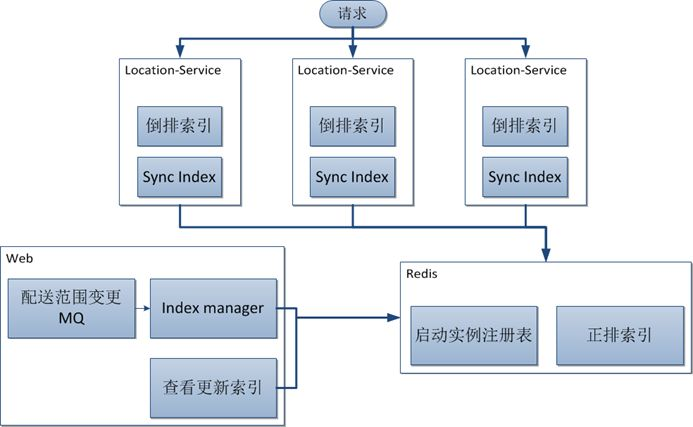 请求
Location-Service
Location-Service
Location-Service
倒排索引
倒排索引
倒排索引
Sync Index
Sync Index
Sync Index
Web
配送范围变更
MQ
Index manager
查看更新索引
Redis
启动实例注册表
正排索引